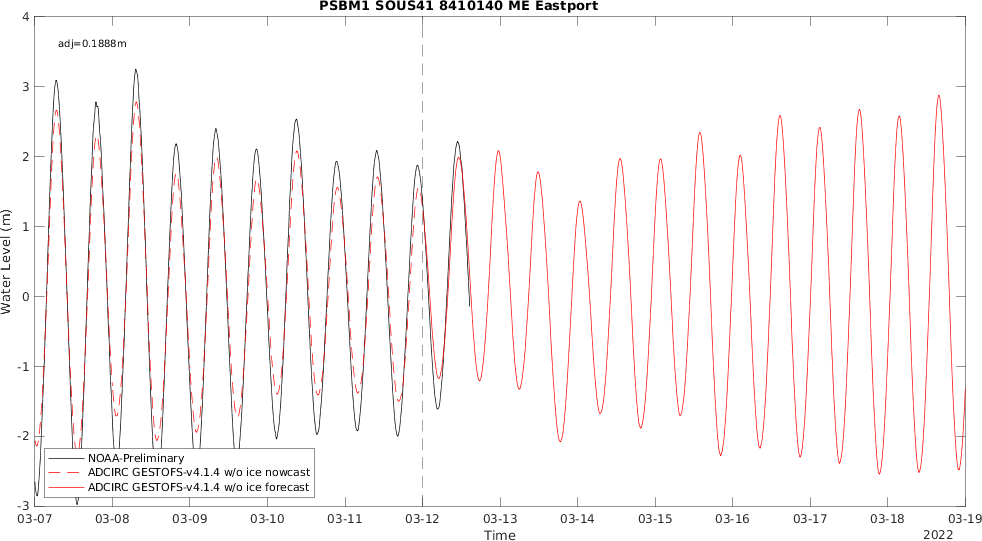 PSBM1 SOUS41 8410140 ME Eastport
adj=0.1888m
4
3
2
1
0
-1
-2
-3
Water Level (m)
NOAA-Preliminary
ADCIRC GESTOFS-v4.1.4 w/o ice nowcast
ADCIRC GESTOFS-v4.1.4 w/o ice forecast
03-07 03-08 03-09 03-10 03-11 03-12 03-13 03-14 03-15 03-16 03-17 03-18 03-19
Time
2022